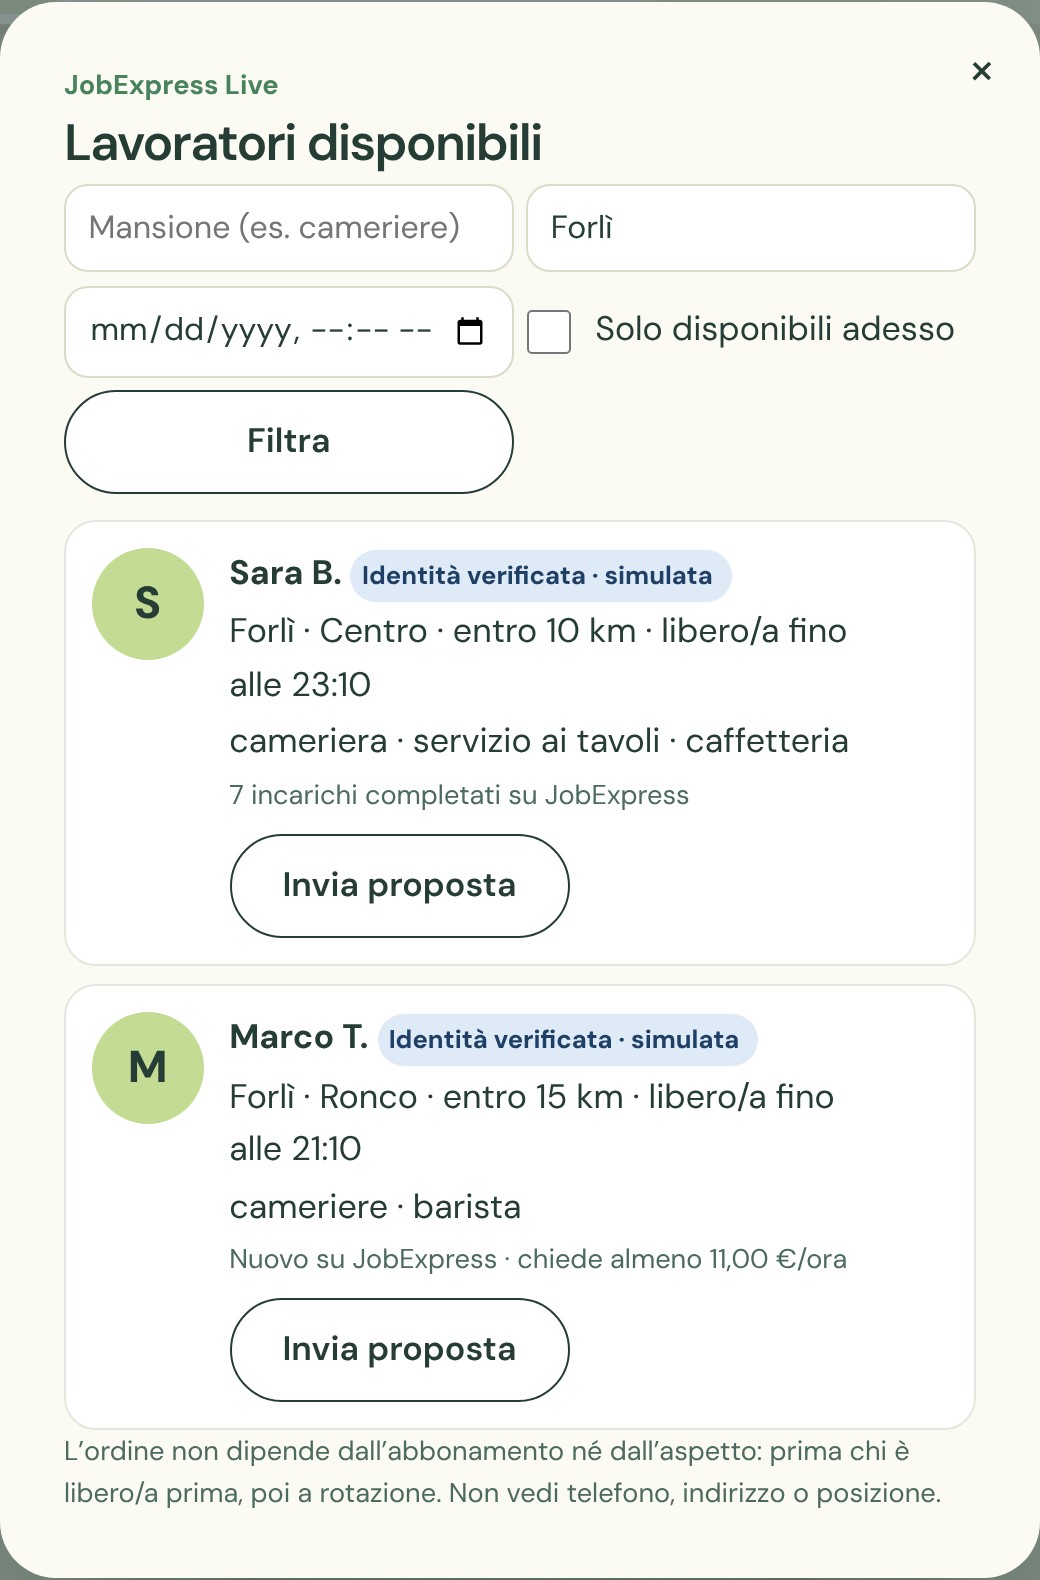 JobExpress Live
×
Lavoratori disponibili
Mansione (es. cameriere)
Forlì
mm/dd/yyyy, --:-- --
Solo disponibili adesso
Filtra
S
Sara B.
Identità verificata · simulata
Forlì · Centro · entro 10 km · libero/a fino
alle 23:10
cameriera · servizio ai tavoli · caffetteria
7 incarichi completati su JobExpress
Invia proposta
M
Marco T.
Identità verificata · simulata
Forlì · Ronco · entro 15 km · libero/a fino
alle 21:10
cameriere · barista
Nuovo su JobExpress · chiede almeno 11,00 €/ora
Invia proposta
L’ordine non dipende dall’abbonamento né dall’aspetto: prima chi è
libero/a prima, poi a rotazione. Non vedi telefono, indirizzo o posizione.